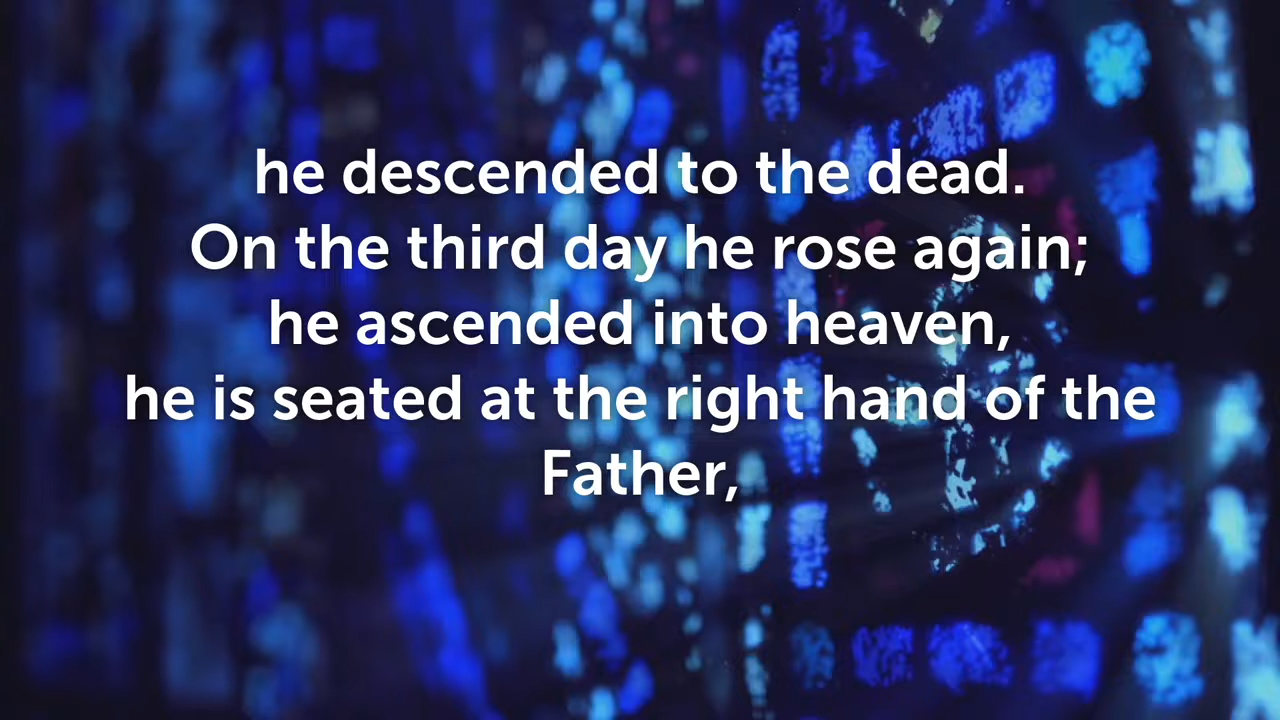 he descended to the dead.
On the third day he rose again;
he ascended into heaven,
he is seated at the right hand of the
Father,